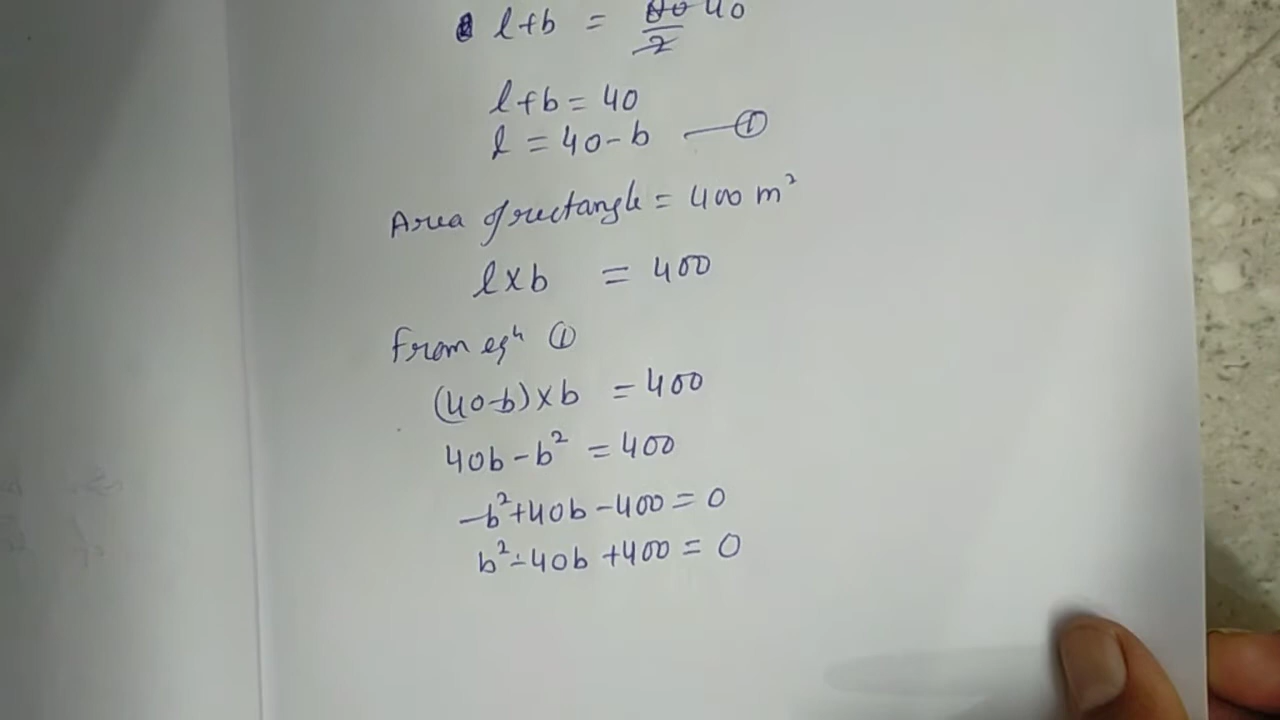 l+b = 80/2 40
l+b = 40
l = 40-b —①
Area of rectangle = 400 m²
l×b = 400
from eqⁿ ①
(40-b)×b = 400
40b-b² = 400
-b²+40b-400 = 0
b²-40b+400 = 0